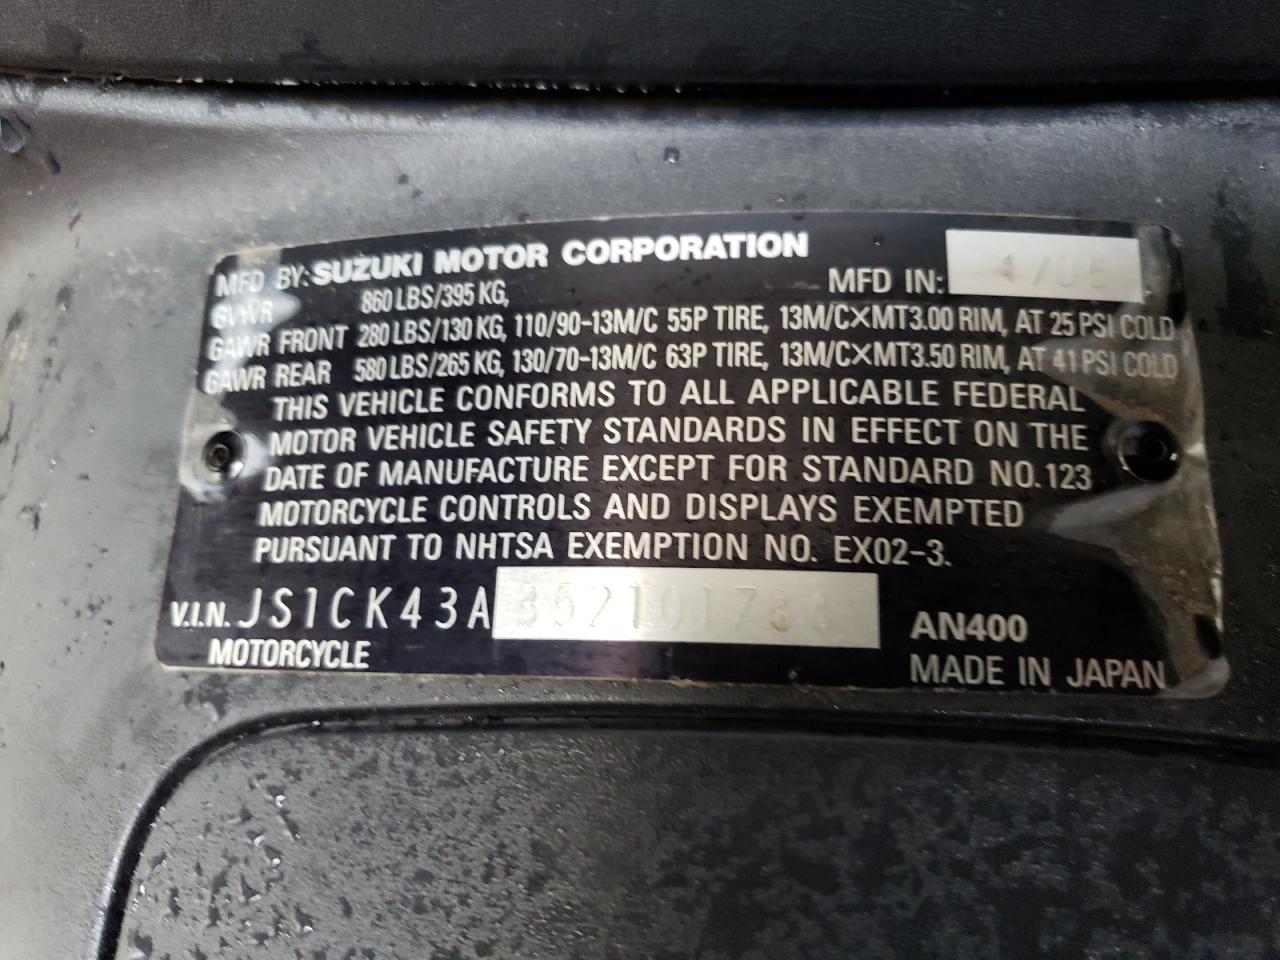 MFD BY: SUZUKI MOTOR CORPORATION
MFD IN:
GVWR 860 LBS/395 KG,
GAWR FRONT 280 LBS/130 KG, 110/90-13M/C 55P TIRE, 13M/C×MT3.00 RIM, AT 25 PSI COLD
GAWR REAR 580 LBS/265 KG, 130/70-13M/C 63P TIRE, 13M/C×MT3.50 RIM, AT 41 PSI COLD
THIS VEHICLE CONFORMS TO ALL APPLICABLE FEDERAL
MOTOR VEHICLE SAFETY STANDARDS IN EFFECT ON THE
DATE OF MANUFACTURE EXCEPT FOR STANDARD NO. 123
MOTORCYCLE CONTROLS AND DISPLAYS EXEMPTED
PURSUANT TO NHTSA EXEMPTION NO. EX02-3.
V.I.N. JS1CK43A
AN400
MOTORCYCLE
MADE IN JAPAN